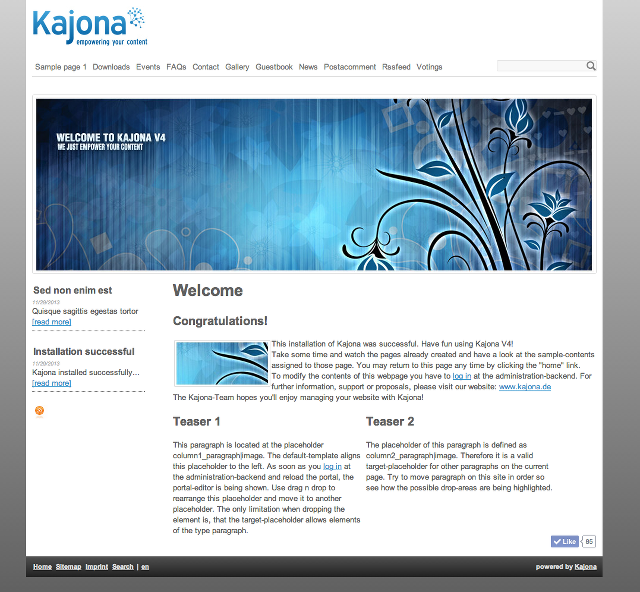 Kajona
empowering your content
Sample page 1 Downloads Events FAQs Contact Gallery Guestbook News Postacomment Rssfeed Votings
WELCOME TO KAJONA V4
WE JUST EMPOWER YOUR CONTENT
Sed non enim est
11/29/2013
Quisque sagittis egestas tortor
[read more]
Installation successful
11/29/2013
Kajona installed successfully...
[read more]
Welcome
Congratulations!
This installation of Kajona was successful. Have fun using Kajona V4!
Take some time and watch the pages already created and have a look at the sample-contents
assigned to those page. You may return to this page any time by clicking the "home" link.
To modify the contents of this webpage you have to log in at the administration-backend. For
further information, support or proposals, please visit our website: www.kajona.de
The Kajona-Team hopes you'll enjoy managing your website with Kajona!
Teaser 1
This paragraph is located at the placeholder
column1_paragraph|image. The default-template aligns
this placeholder to the left. As soon as you log in at
the administration-backend and reload the portal, the
portal-editor is being shown. Use drag n drop to
rearrange this placeholder and move it to another
placeholder. The only limitation when dropping the
element is, that the target-placeholder allows elements
of the type paragraph.
Teaser 2
The placeholder of this paragraph is defined as
column2_paragraph|image. Therefore it is a valid
target-placeholder for other paragraphs on the current
page. Try to move paragraph on this site in order so
see how the possible drop-areas are being highlighted.
Like 85
Home Sitemap Imprint Search | en
powered by Kajona